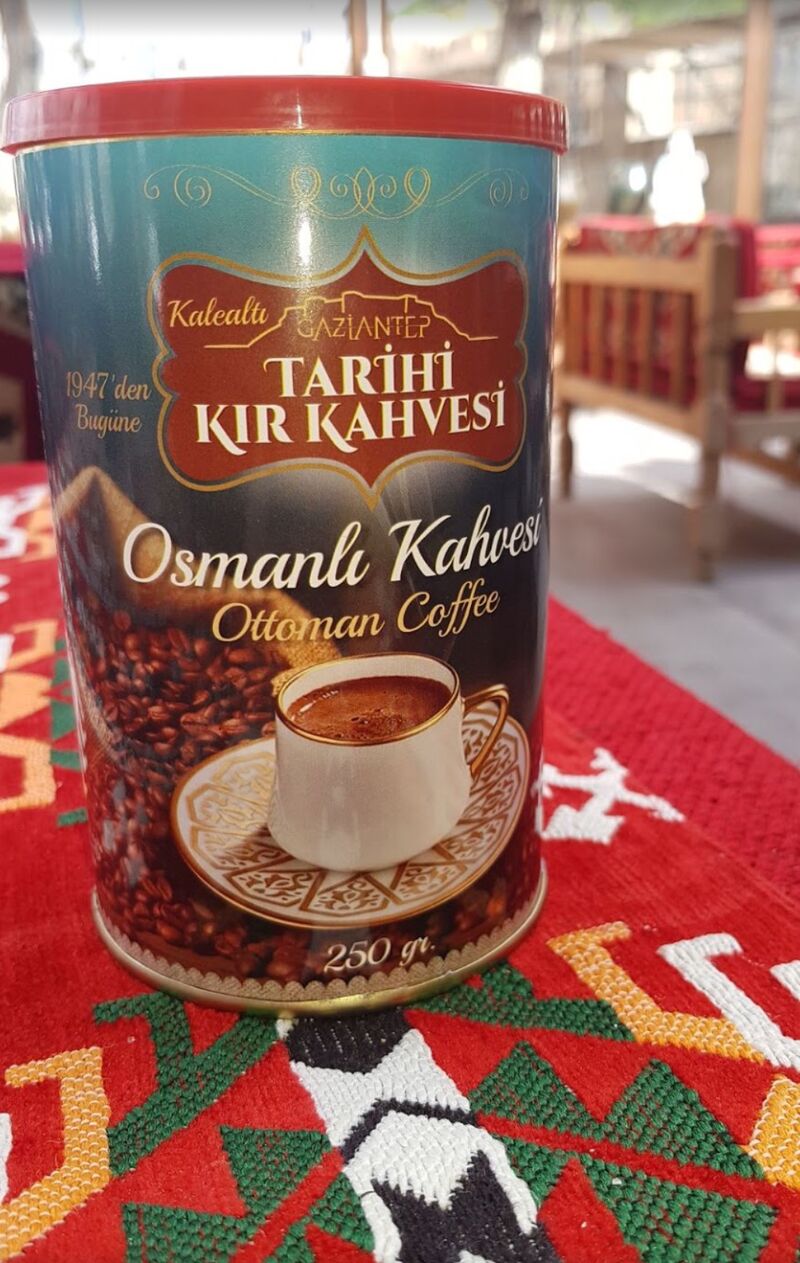 Kalealtı
GAZİANTEP
TARİHİ
KIR KAHVESİ
1947'den
Bugüne
Osmanlı Kahvesi
Ottoman Coffee
250 gr.